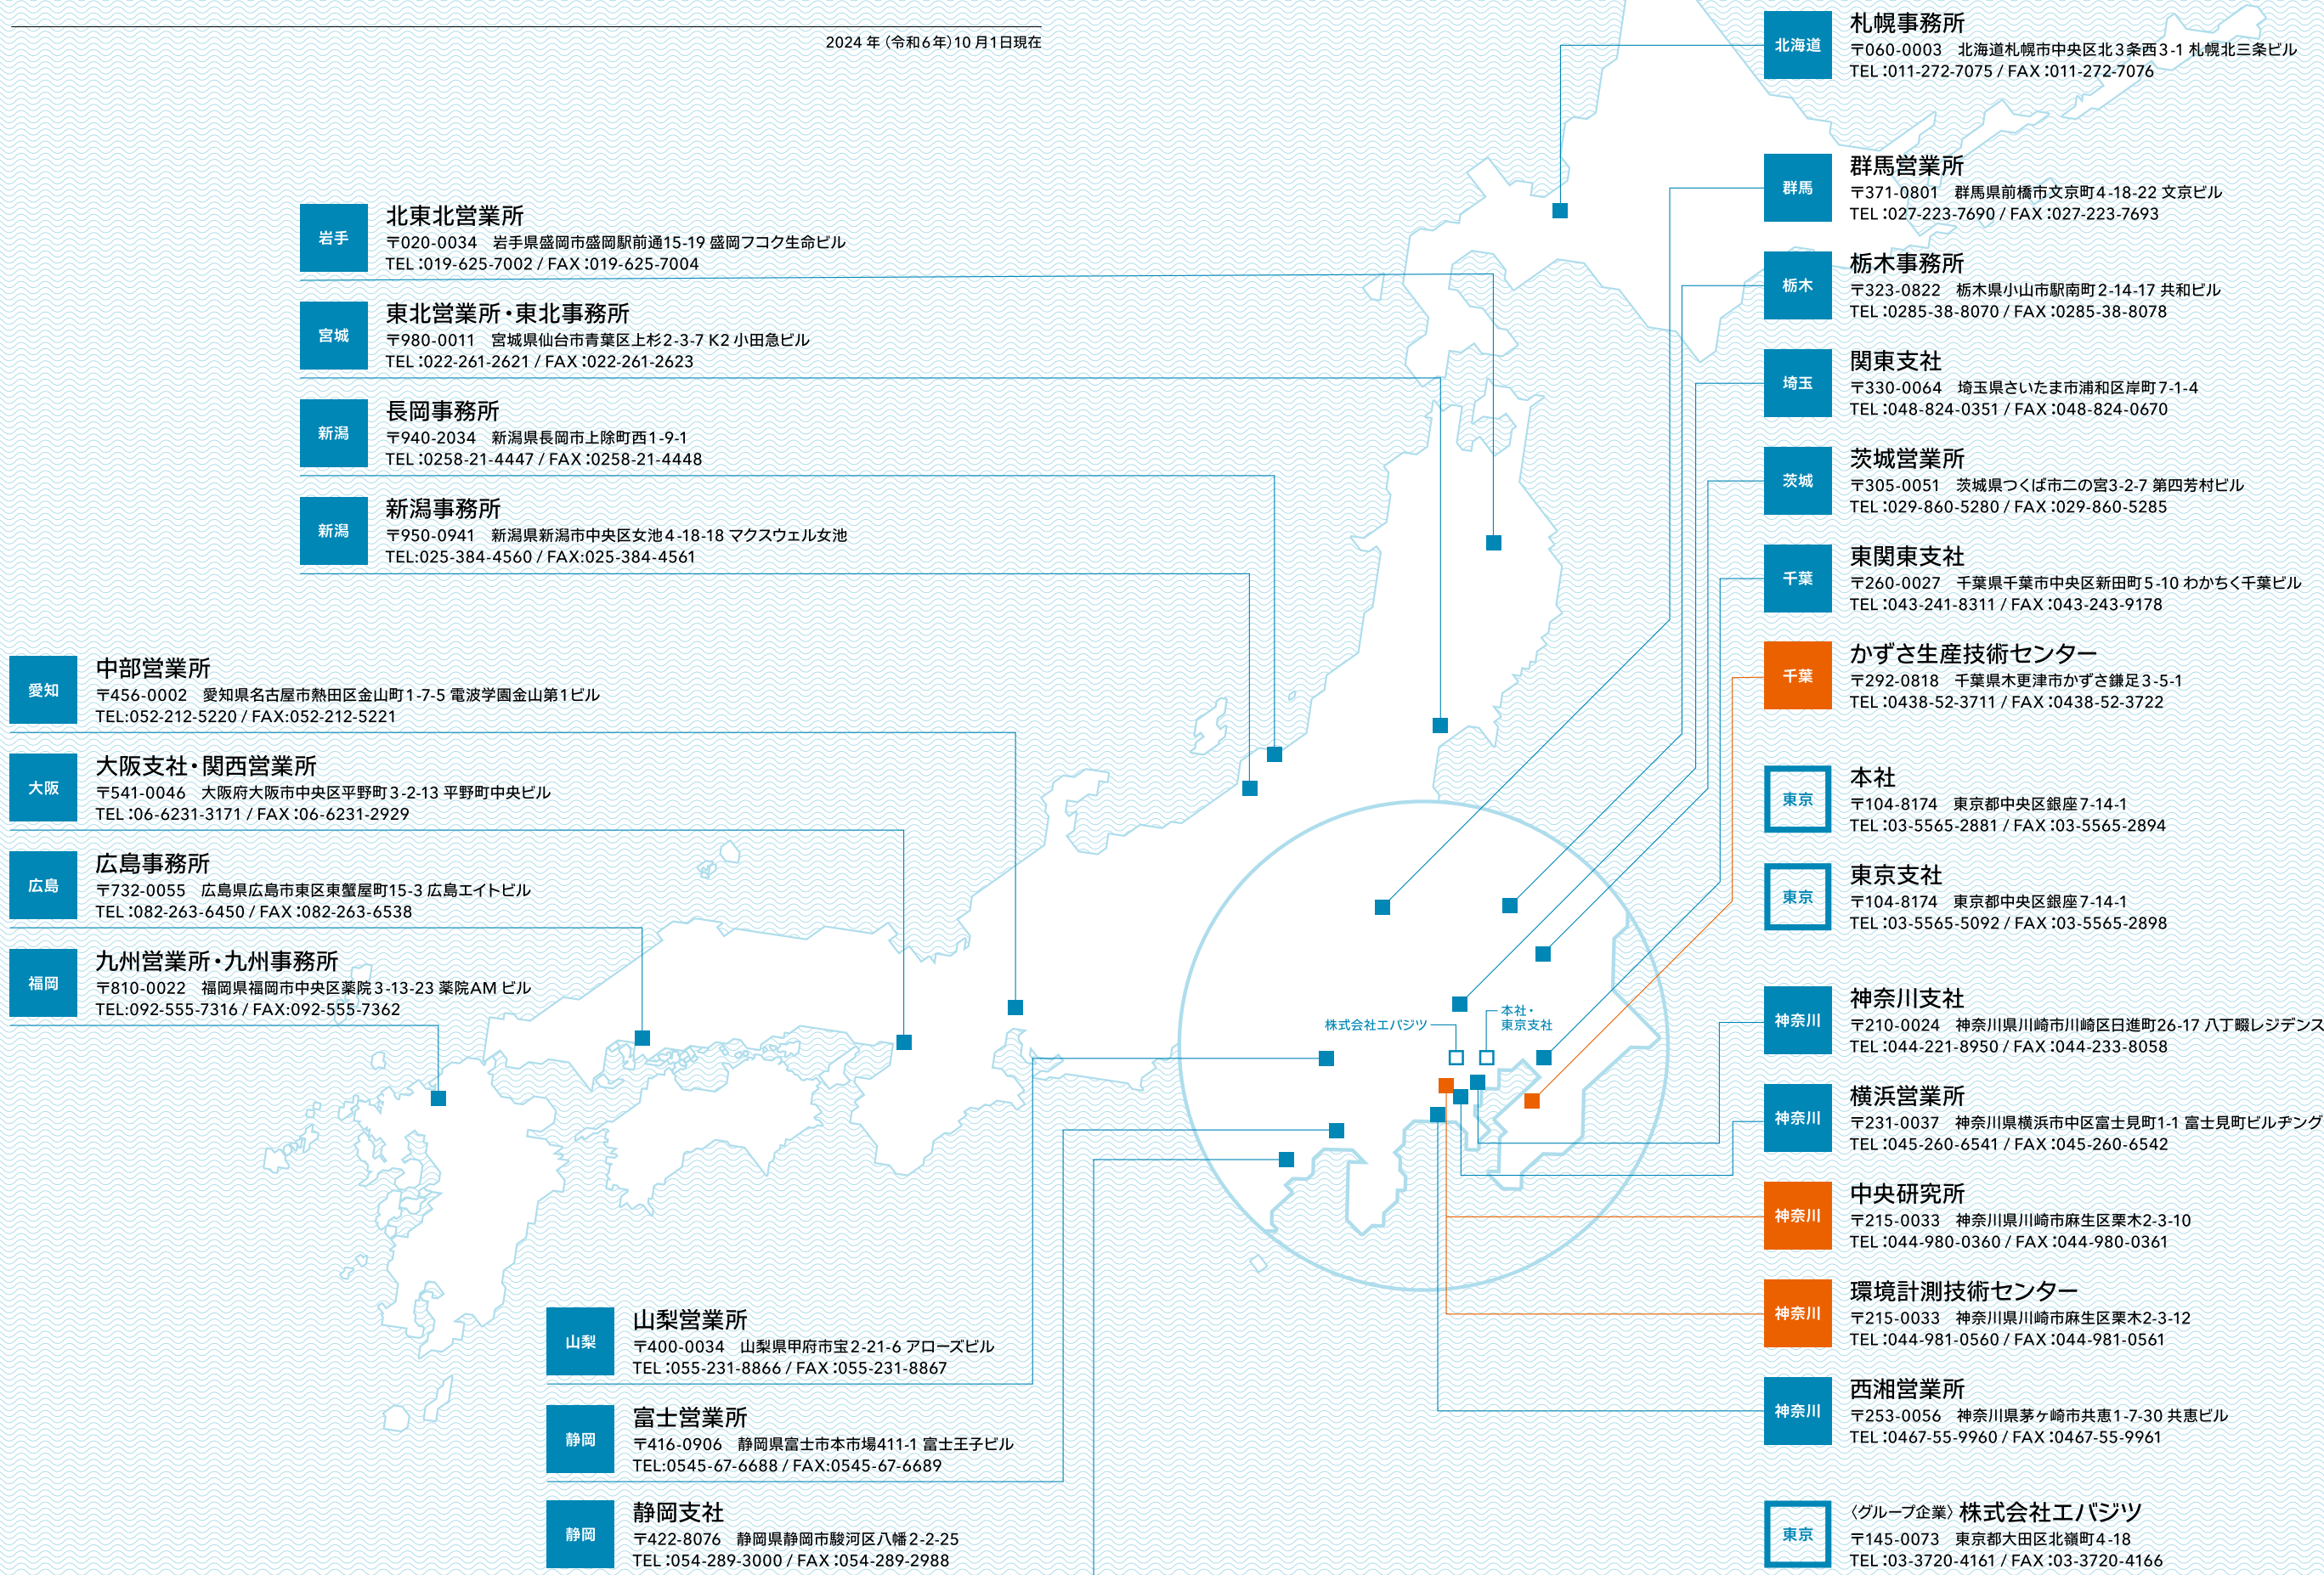 2024年（令和6年）10月1日現在
岩手
北東北営業所
〒020-0034 岩手県盛岡市盛岡駅前通15-19 盛岡フコク生命ビル
TEL：019-625-7002 / FAX：019-625-7004
宮城
東北営業所・東北事務所
〒980-0011 宮城県仙台市青葉区上杉2-3-7 K2小田急ビル
TEL：022-261-2621 / FAX：022-261-2623
新潟
長岡事務所
〒940-2034 新潟県長岡市上除町西1-9-1
TEL：0258-21-4447 / FAX：0258-21-4448
新潟
新潟事務所
〒950-0941 新潟県新潟市中央区女池4-18-18 マクスウェル女池
TEL:025-384-4560 / FAX:025-384-4561
愛知
中部営業所
〒456-0002 愛知県名古屋市熱田区金山町1-7-5 電波学園金山第1ビル
TEL:052-212-5220 / FAX:052-212-5221
大阪
大阪支社・関西営業所
〒541-0046 大阪府大阪市中央区平野町3-2-13 平野町中央ビル
TEL：06-6231-3171 / FAX：06-6231-2929
広島
広島事務所
〒732-0055 広島県広島市東区東蟹屋町15-3 広島エイトビル
TEL：082-263-6450 / FAX：082-263-6538
福岡
九州営業所・九州事務所
〒810-0022 福岡県福岡市中央区薬院3-13-23 薬院AMビル
TEL:092-555-7316 / FAX:092-555-7362
山梨
山梨営業所
〒400-0034 山梨県甲府市宝2-21-6 アローズビル
TEL：055-231-8866 / FAX：055-231-8867
静岡
富士営業所
〒416-0906 静岡県富士市本市場411-1 富士王子ビル
TEL:0545-67-6688 / FAX:0545-67-6689
静岡
静岡支社
〒422-8076 静岡県静岡市駿河区八幡2-2-25
TEL：054-289-3000 / FAX：054-289-2988
株式会社エバジツ
本社・
東京支社
北海道
札幌事務所
〒060-0003 北海道札幌市中央区北3条西3-1 札幌北三条ビル
TEL：011-272-7075 / FAX：011-272-7076
群馬
群馬営業所
〒371-0801 群馬県前橋市文京町4-18-22 文京ビル
TEL：027-223-7690 / FAX：027-223-7693
栃木
栃木事務所
〒323-0822 栃木県小山市駅南町2-14-17 共和ビル
TEL：0285-38-8070 / FAX：0285-38-8078
埼玉
関東支社
〒330-0064 埼玉県さいたま市浦和区岸町7-1-4
TEL：048-824-0351 / FAX：048-824-0670
茨城
茨城営業所
〒305-0051 茨城県つくば市二の宮3-2-7 第四芳村ビル
TEL：029-860-5280 / FAX：029-860-5285
千葉
東関東支社
〒260-0027 千葉県千葉市中央区新田町5-10 わかちく千葉ビル
TEL：043-241-8311 / FAX：043-243-9178
千葉
かずさ生産技術センター
〒292-0818 千葉県木更津市かずさ鎌足3-5-1
TEL：0438-52-3711 / FAX：0438-52-3722
東京
本社
〒104-8174 東京都中央区銀座7-14-1
TEL：03-5565-2881 / FAX：03-5565-2894
東京
東京支社
〒104-8174 東京都中央区銀座7-14-1
TEL：03-5565-5092 / FAX：03-5565-2898
神奈川
神奈川支社
〒210-0024 神奈川県川崎市川崎区日進町26-17 八丁畷レジデンス
TEL：044-221-8950 / FAX：044-233-8058
神奈川
横浜営業所
〒231-0037 神奈川県横浜市中区富士見町1-1 富士見町ビルヂング
TEL：045-260-6541 / FAX：045-260-6542
神奈川
中央研究所
〒215-0033 神奈川県川崎市麻生区栗木2-3-10
TEL：044-980-0360 / FAX：044-980-0361
神奈川
環境計測技術センター
〒215-0033 神奈川県川崎市麻生区栗木2-3-12
TEL：044-981-0560 / FAX：044-981-0561
神奈川
西湘営業所
〒253-0056 神奈川県茅ヶ崎市共恵1-7-30 共恵ビル
TEL：0467-55-9960 / FAX：0467-55-9961
東京
〈グループ企業〉株式会社エバジツ
〒145-0073 東京都大田区北嶺町4-18
TEL：03-3720-4161 / FAX：03-3720-4166